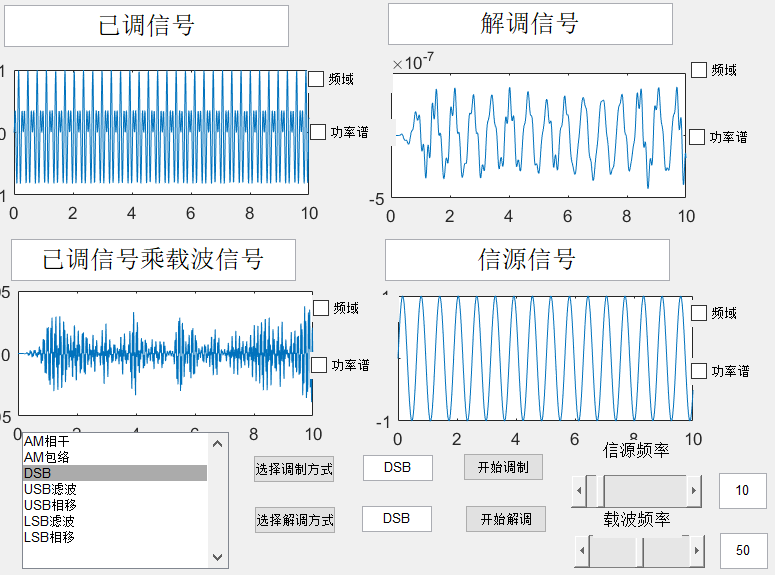 已调信号
解调信号
1
0
1
0 2 4 6 8 10
频域
功率谱
×10-7
-5
0 2 4 6 8 10
频域
功率谱
已调信号乘载波信号
信源信号
05
0
05
0 2 4 6 8 10
频域
功率谱
1
-1
0 2 4 6 8 10
频域
功率谱
AM相干
AM包络
DSB
USB滤波
USB相移
LSB滤波
LSB相移
选择调制方式
DSB
开始调制
选择解调方式
DSB
开始解调
信源频率
10
载波频率
50